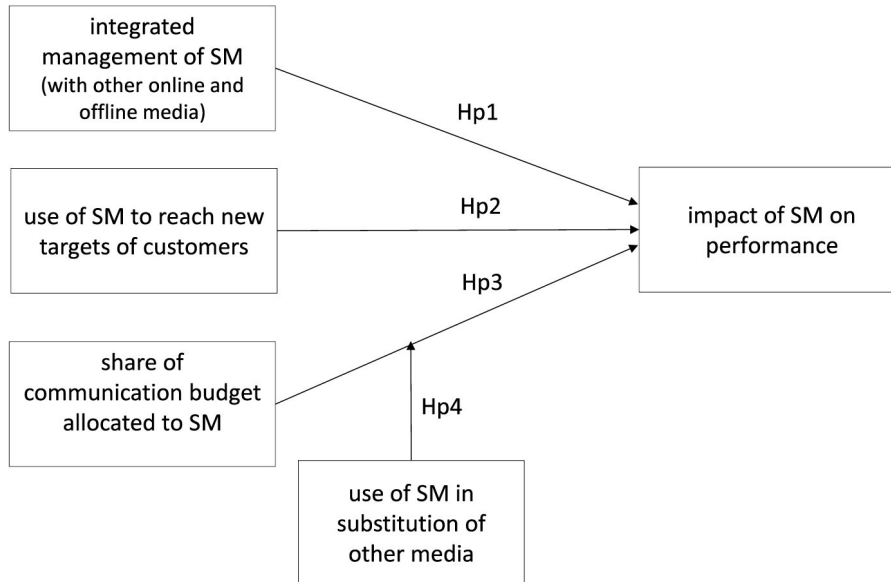 integrated
management of SM
(with other online and
offline media)
Hp1
use of SM to reach new
targets of customers
Hp2
impact of SM on
performance
Hp3
share of
communication budget
allocated to SM
Hp4
use of SM in
substitution of
other media